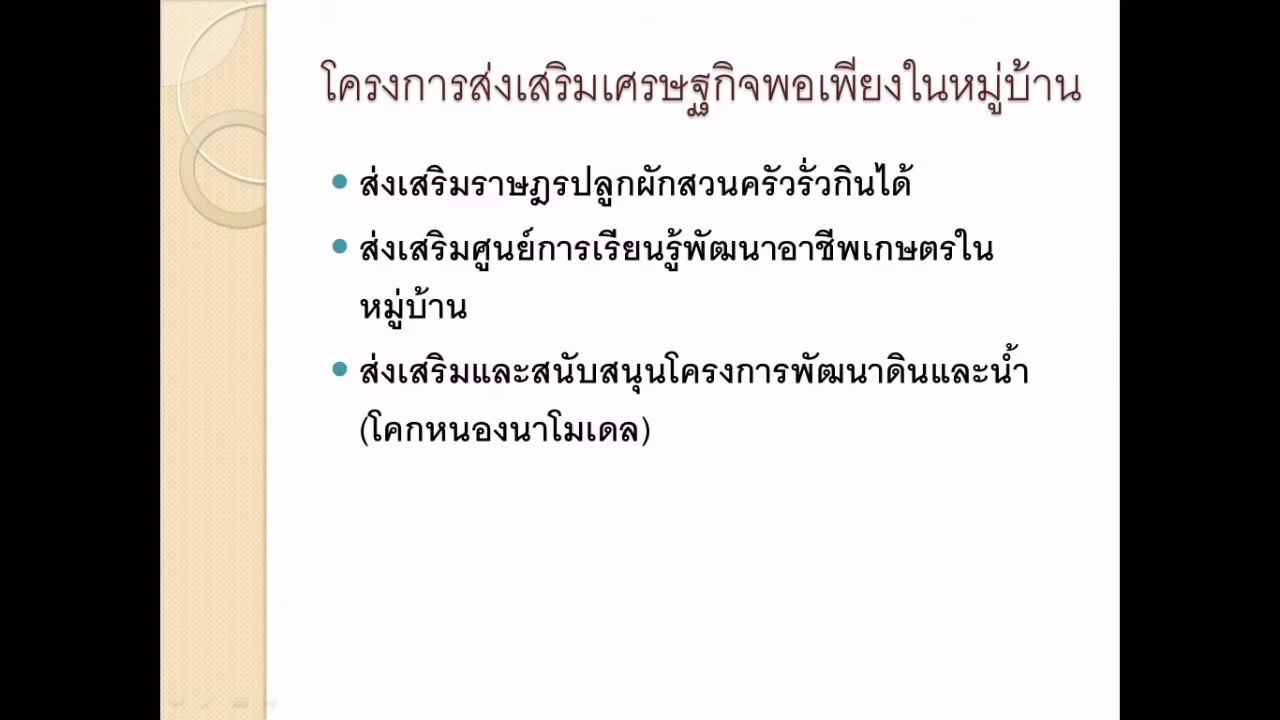 โครงการส่งเสริมเศรษฐกิจพอเพียงในหมู่บ้าน
ส่งเสริมราษฎรปลูกผักสวนครัวรั่วกินได้
ส่งเสริมศูนย์การเรียนรู้พัฒนาอาชีพเกษตรใน
หมู่บ้าน
ส่งเสริมและสนับสนุนโครงการพัฒนาดินและน้ำ
(โคกหนองนาโมเดล)